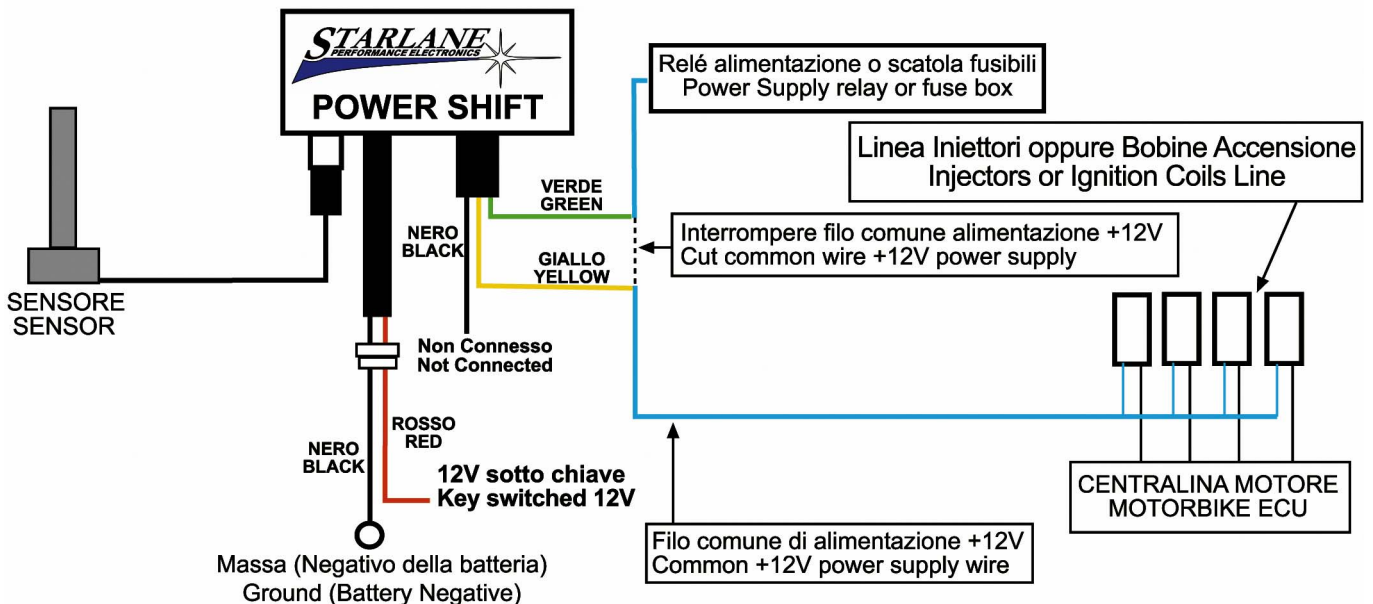 STARLANE
PERFORMANCE ELECTRONICS
POWER SHIFT
Relé alimentazione o scatola fusibili
Power Supply relay or fuse box
Linea Iniettori oppure Bobine Accensione
Injectors or Ignition Coils Line
VERDE
GREEN
NERO
BLACK
GIALLO
YELLOW
Interrompere filo comune alimentazione +12V
Cut common wire +12V power supply
SENSORE
SENSOR
Non Connesso
Not Connected
NERO
BLACK
ROSSO
RED
12V sotto chiave
Key switched 12V
CENTRALINA MOTORE
MOTORBIKE ECU
Filo comune di alimentazione +12V
Common +12V power supply wire
Massa (Negativo della batteria)
Ground (Battery Negative)